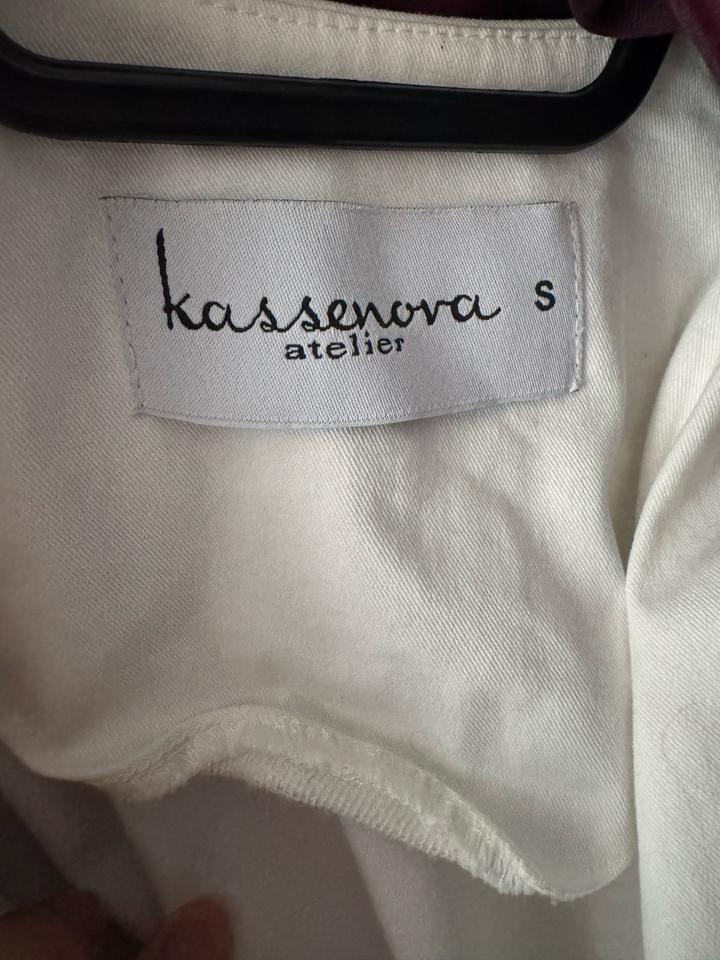 kassenova S
atelier